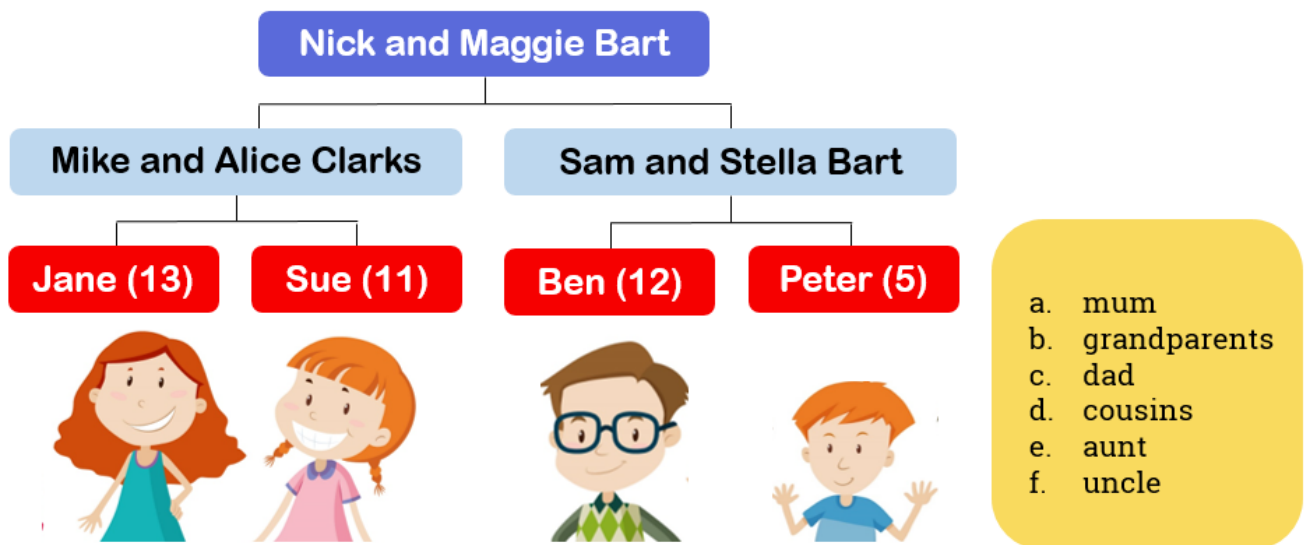 Nick and Maggie Bart
Mike and Alice Clarks
Sam and Stella Bart
Jane (13)
Sue (11)
Ben (12)
Peter (5)
a. mum
b. grandparents
c. dad
d. cousins
e. aunt
f. uncle